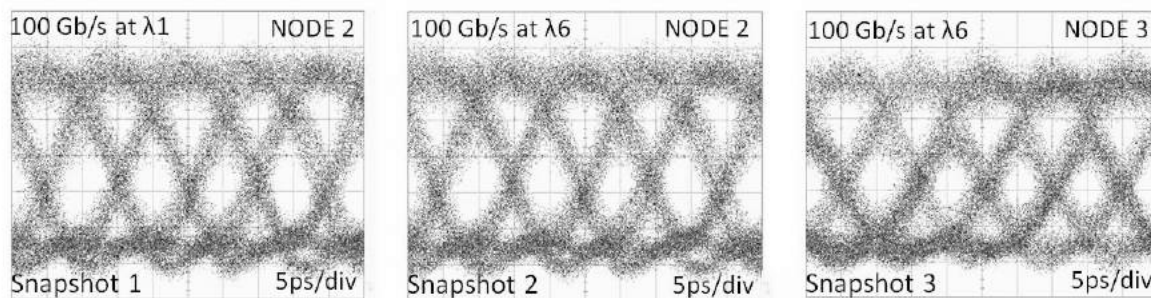 100 Gb/s at λ1 NODE 2
Snapshot 1 5ps/div
100 Gb/s at λ6 NODE 2
Snapshot 2 5ps/div
100 Gb/s at λ6 NODE 3
Snapshot 3 5ps/div